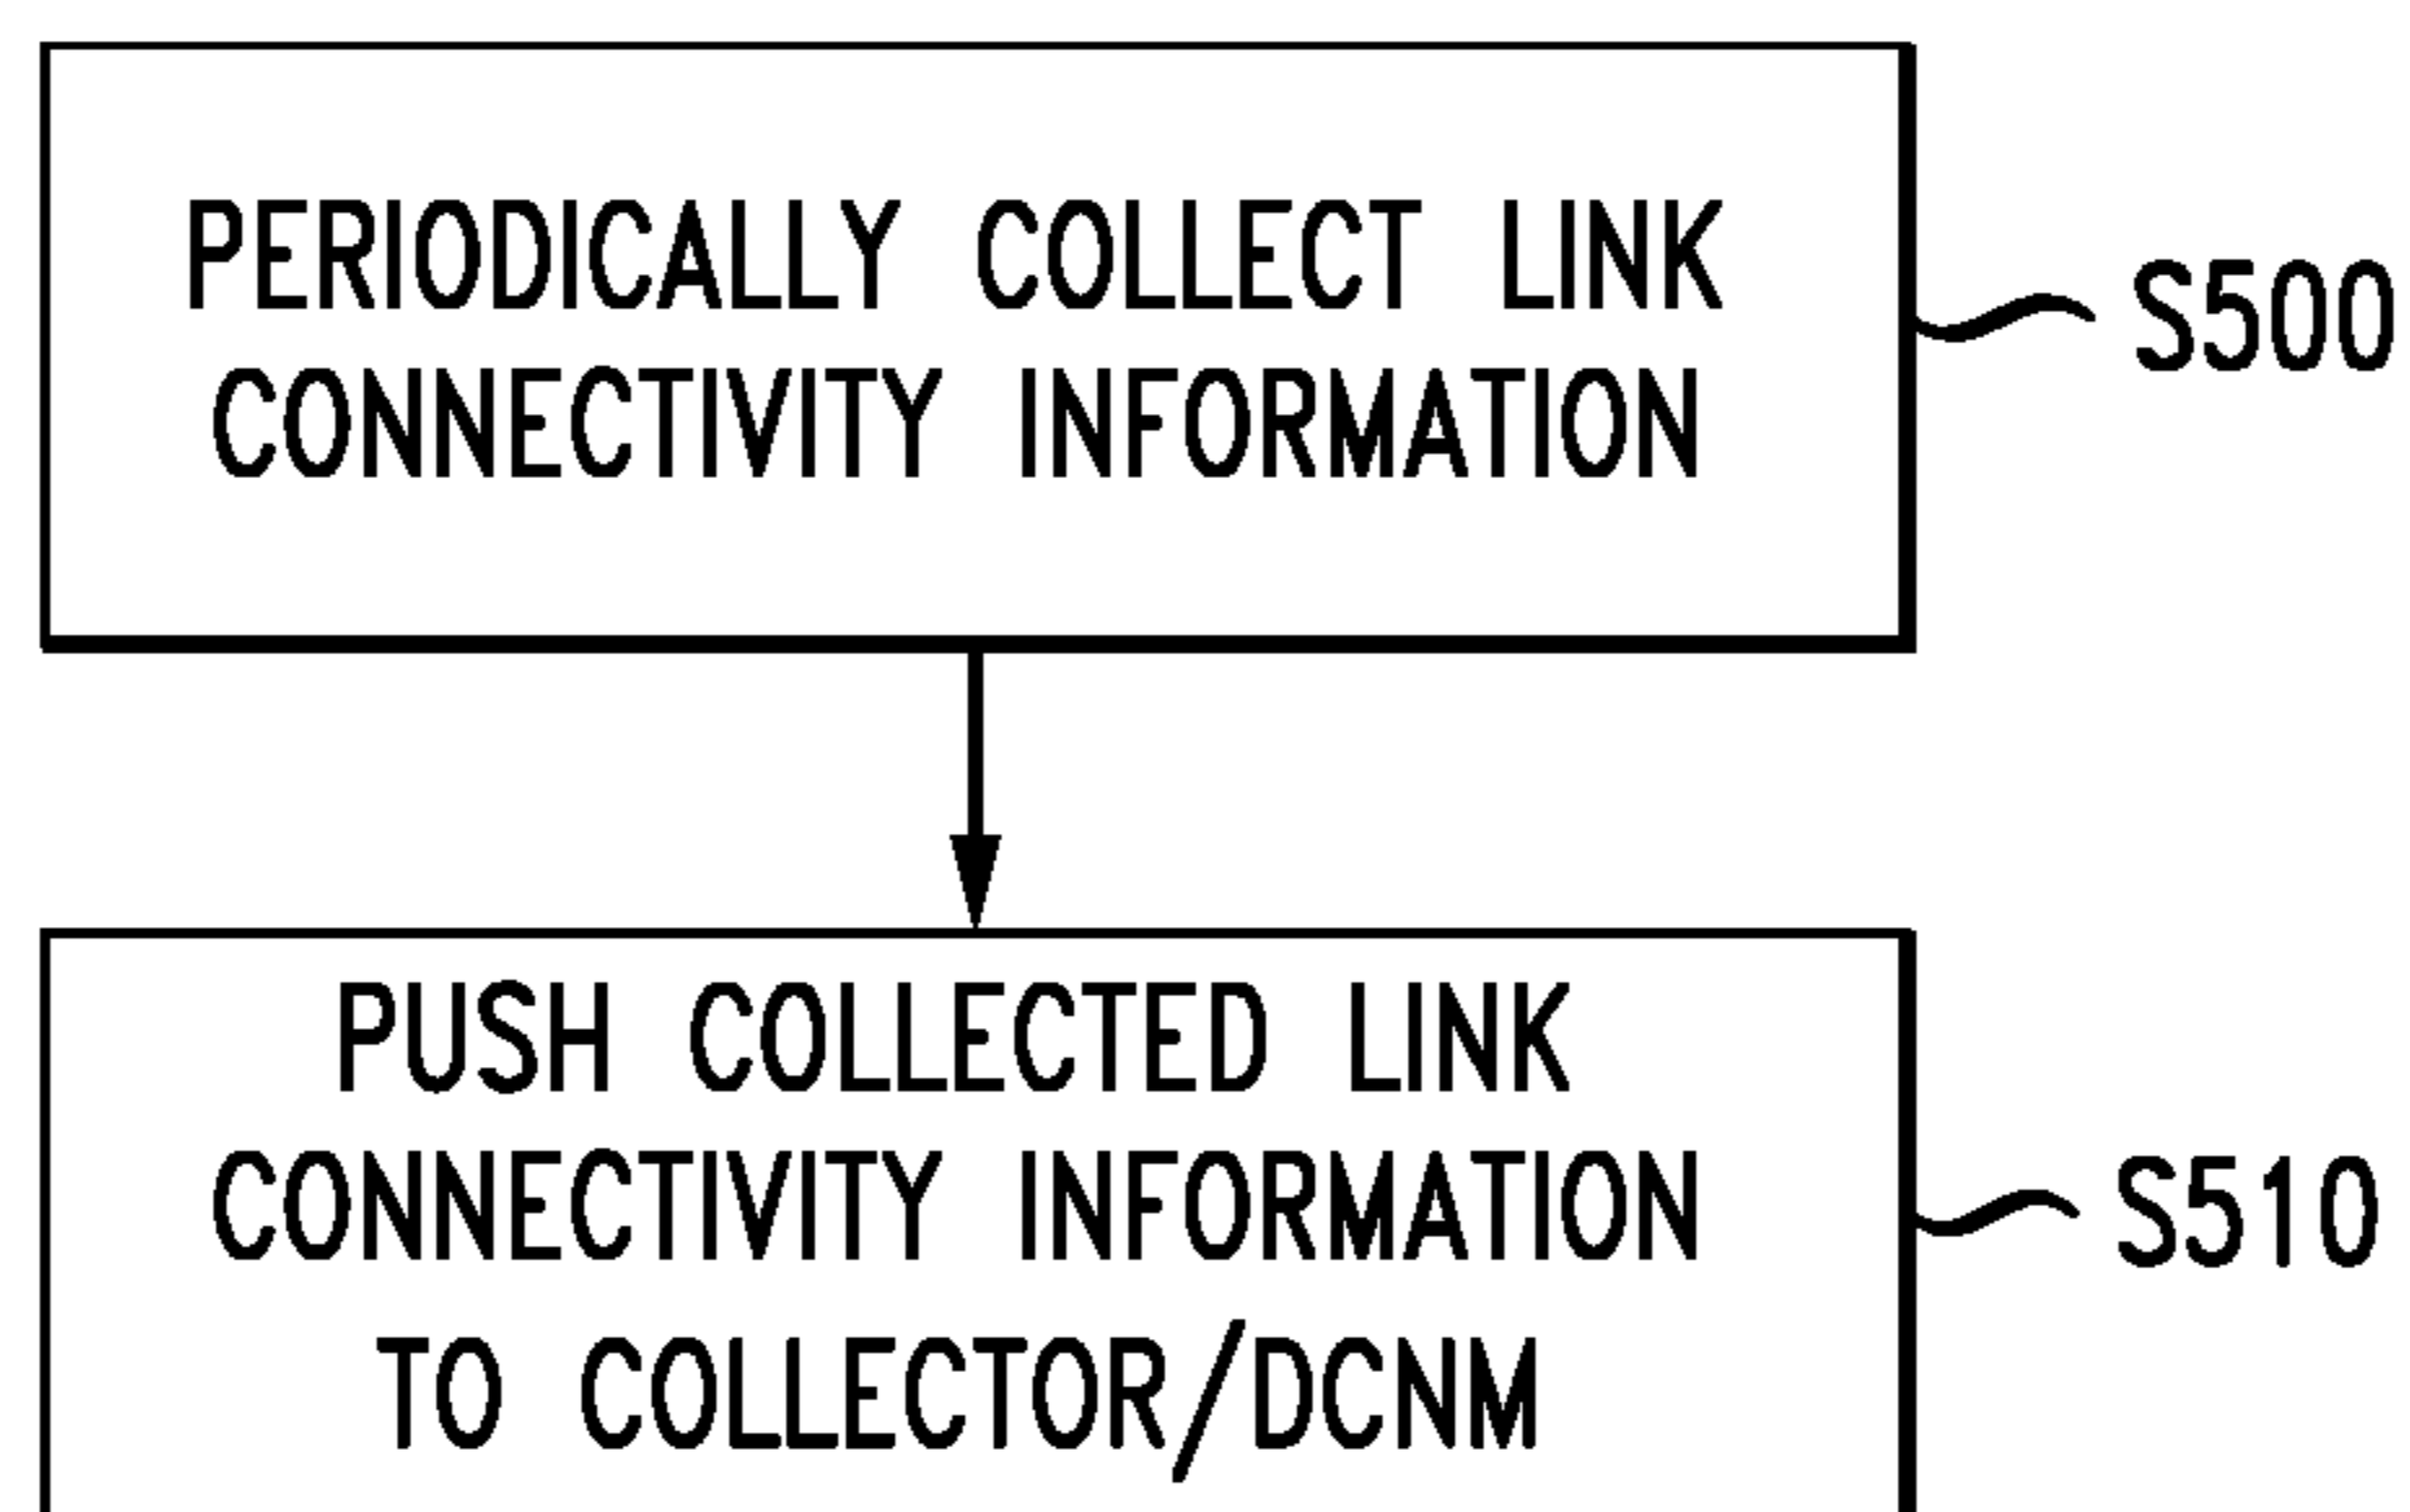 PERIODICALLY COLLECT LINK
CONNECTIVITY INFORMATION
S500
PUSH COLLECTED LINK
CONNECTIVITY INFORMATION
TO COLLECTOR/DCNM
S510